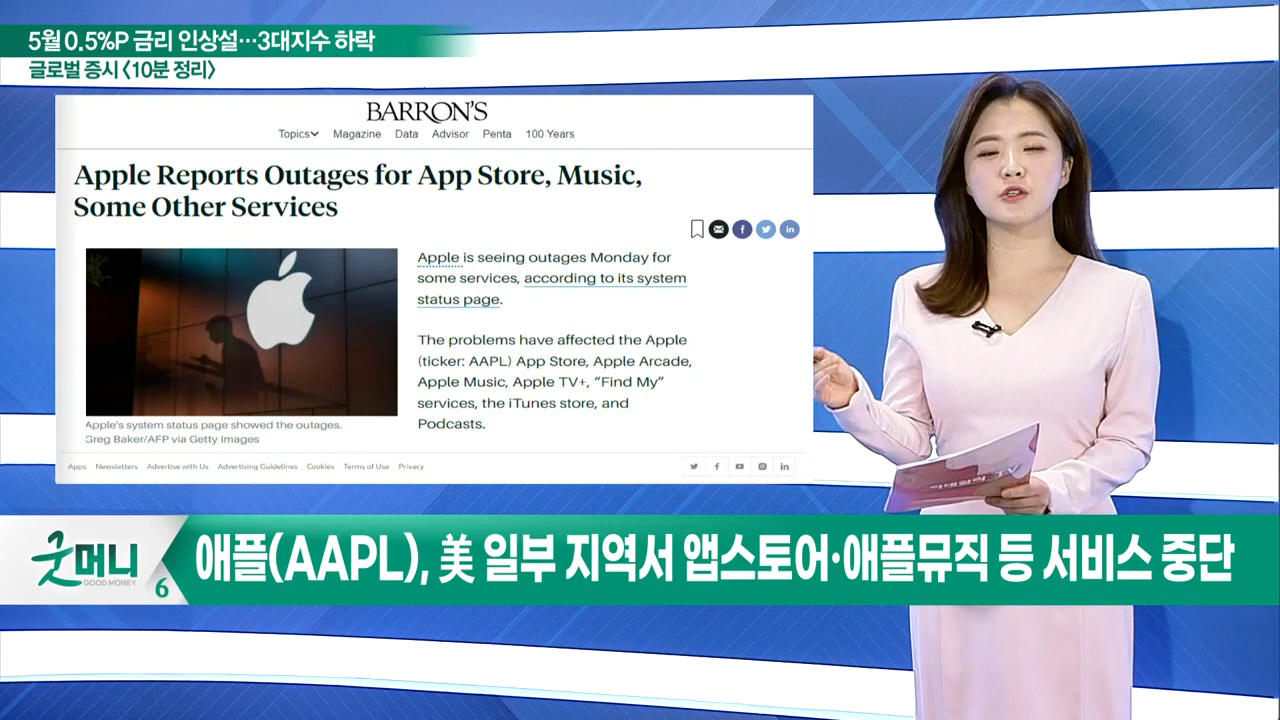 5월 0.5%P 금리 인상설…3대지수 하락
글로벌 증시 <10분 정리>
BARRON'S
Topics Magazine Data Advisor Penta 100 Years
Apple Reports Outages for App Store, Music,
Some Other Services
f in
Apple is seeing outages Monday for
some services, according to its system
status page.
The problems have affected the Apple
(ticker: AAPL) App Store, Apple Arcade,
Apple Music, Apple TV+, “Find My”
services, the iTunes store, and
Podcasts.
Apple's system status page showed the outages.
Greg Baker/AFP via Getty Images
Apps Newsletters Advertise with Us Advertising Guidelines Cookies Terms of Use Privacy
f in
굿머니
GOOD MONEY
6
애플(AAPL), 美 일부 지역서 앱스토어·애플뮤직 등 서비스 중단